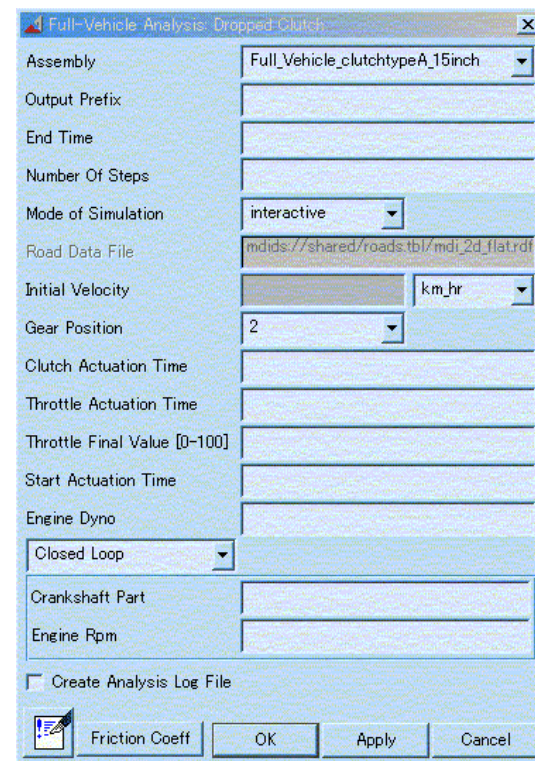 Full-Vehicle Analysis: Dropped Clutch
Assembly Full_Vehicle_clutchtypeA_15inch
Output Prefix
End Time
Number Of Steps
Mode of Simulation interactive
Road Data File mdids://shared/roads.tbl/mdi_2d_flat.rdf
Initial Velocity km_hr
Gear Position 2
Clutch Actuation Time
Throttle Actuation Time
Throttle Final Value [0-100]
Start Actuation Time
Engine Dyno
Closed Loop
Crankshaft Part
Engine Rpm
Create Analysis Log File
Friction Coeff OK Apply Cancel